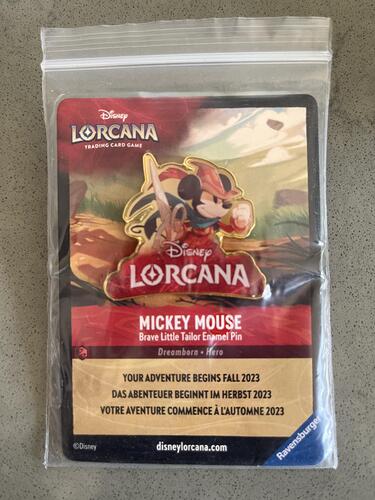 Disney
LORCANA
TRADING CARD GAME
Disney
LORCANA
MICKEY MOUSE
Brave Little Tailor Enamel Pin
Dreamborn • Hero
YOUR ADVENTURE BEGINS FALL 2023
DAS ABENTEUER BEGINNT IM HERBST 2023
VOTRE AVENTURE COMMENCE À L'AUTOMNE 2023
©Disney
disneylorcana.com
Ravensburger